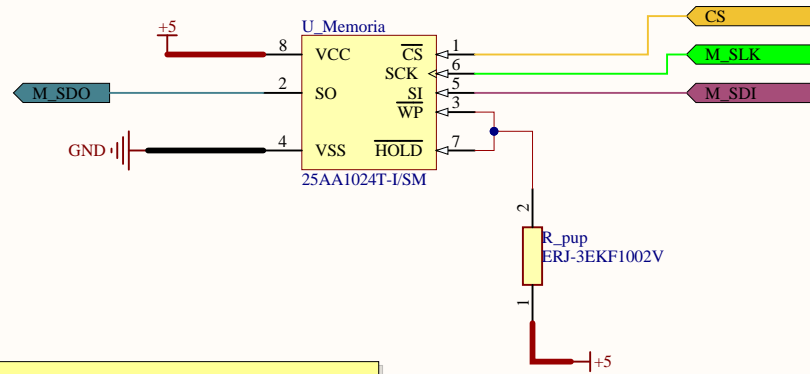 +5
U_Memoria
CS
8 VCC CS 1
M_SLK
SCK 6
M_SDO
2 SO SI 5
M_SDI
WP 3
GND
4 VSS HOLD 7
25AA1024T-I/SM
2
R_pup
ERJ-3EKF1002V
1
+5